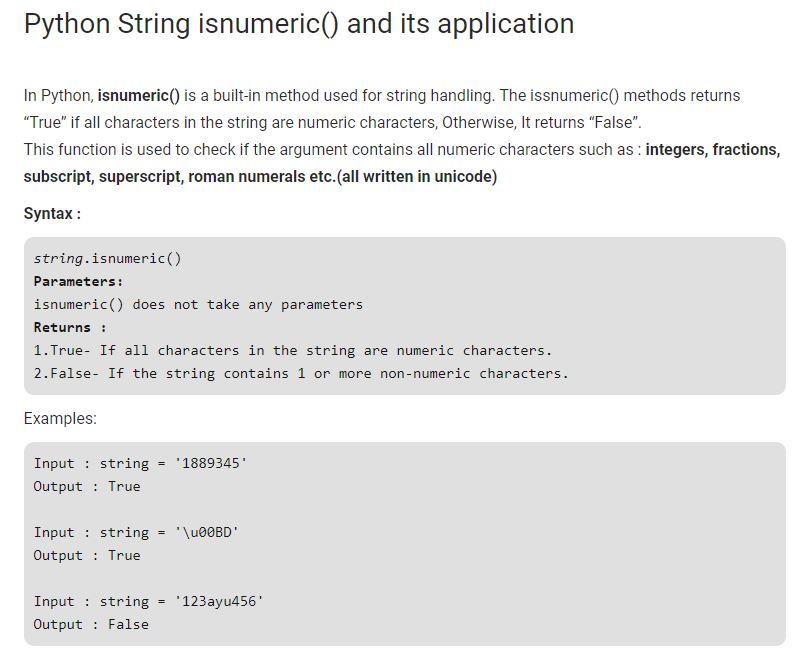 Python String isnumeric() and its application
In Python, isnumeric() is a built-in method used for string handling. The issnumeric() methods returns
“True” if all characters in the string are numeric characters, Otherwise, It returns “False”.
This function is used to check if the argument contains all numeric characters such as : integers, fractions,
subscript, superscript, roman numerals etc.(all written in unicode)
Syntax :
string.isnumeric()
Parameters:
isnumeric() does not take any parameters
Returns :
1.True- If all characters in the string are numeric characters.
2.False- If the string contains 1 or more non-numeric characters.
Examples:
Input : string = '1889345'
Output : True
Input : string = '\u00BD'
Output : True
Input : string = '123ayu456'
Output : False